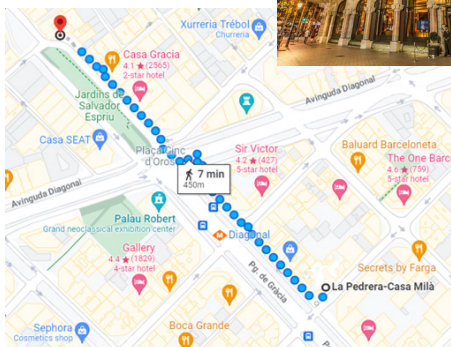 Xurreria Trébol
Churreria
Casa Gracia
4.1 ★ (2565)
2-star hotel
Jardins de
Salvador
Espriu
Avinguda Diagonal
Casa SEAT
Plaça Cinc
d'Oros
Sir Victor
4.2 ★ (427)
5-star hotel
Baluard Barceloneta
The One Barc
4.6 ★ (759)
5-star hotel
7 min
450m
Avinguda Diagonal
Palau Robert
Grand neoclassical exhibition center
Diagonal
Gallery
4.4 ★ (1829)
4-star hotel
Pg. de Gràcia
Secrets by Farga
La Pedrera-Casa Milà
Sephora
Cosmetics shop
Boca Grande